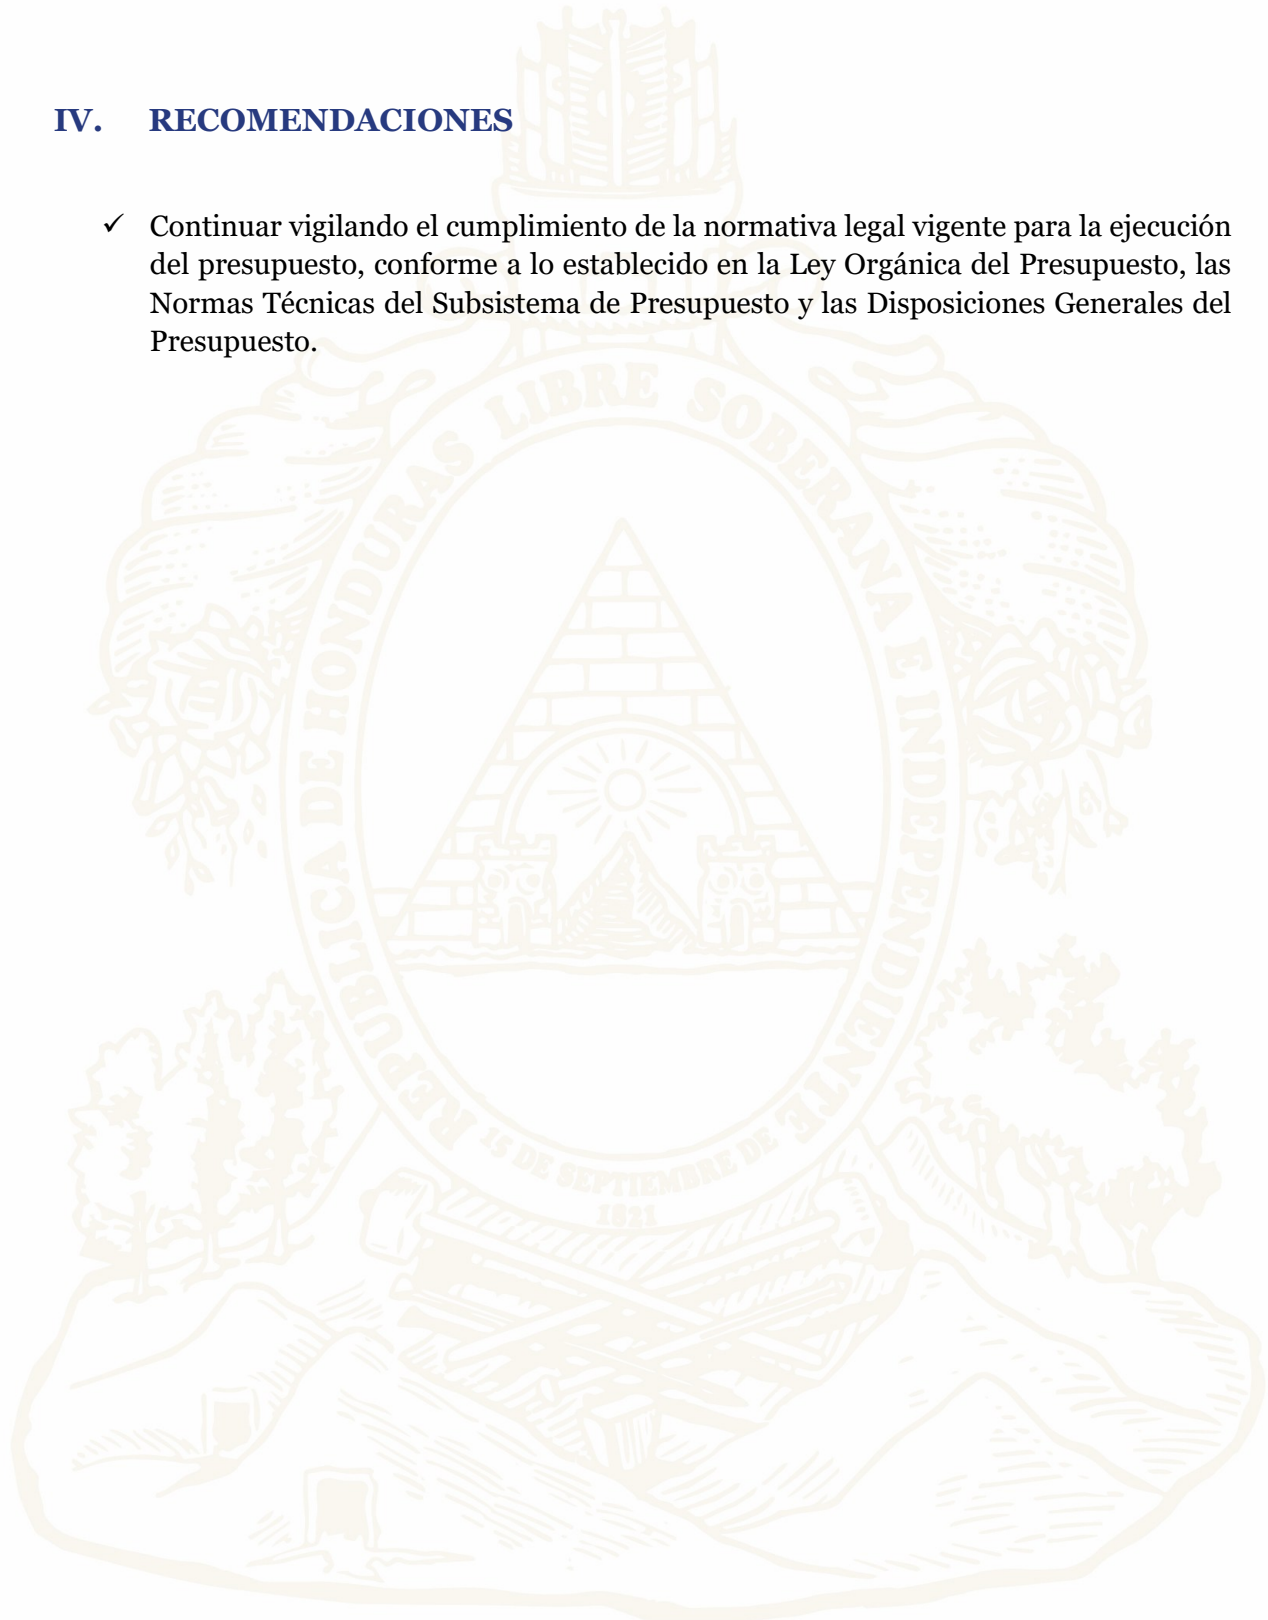 IV. RECOMENDACIONES
✓ Continuar vigilando el cumplimiento de la normativa legal vigente para la ejecución
del presupuesto, conforme a lo establecido en la Ley Orgánica del Presupuesto, las
Normas Técnicas del Subsistema de Presupuesto y las Disposiciones Generales del
Presupuesto.
REPUBLICA DE HONDURAS LIBRE SOBERANA E INDEPENDIENTE
15 DE SEPTIEMBRE DE
1821